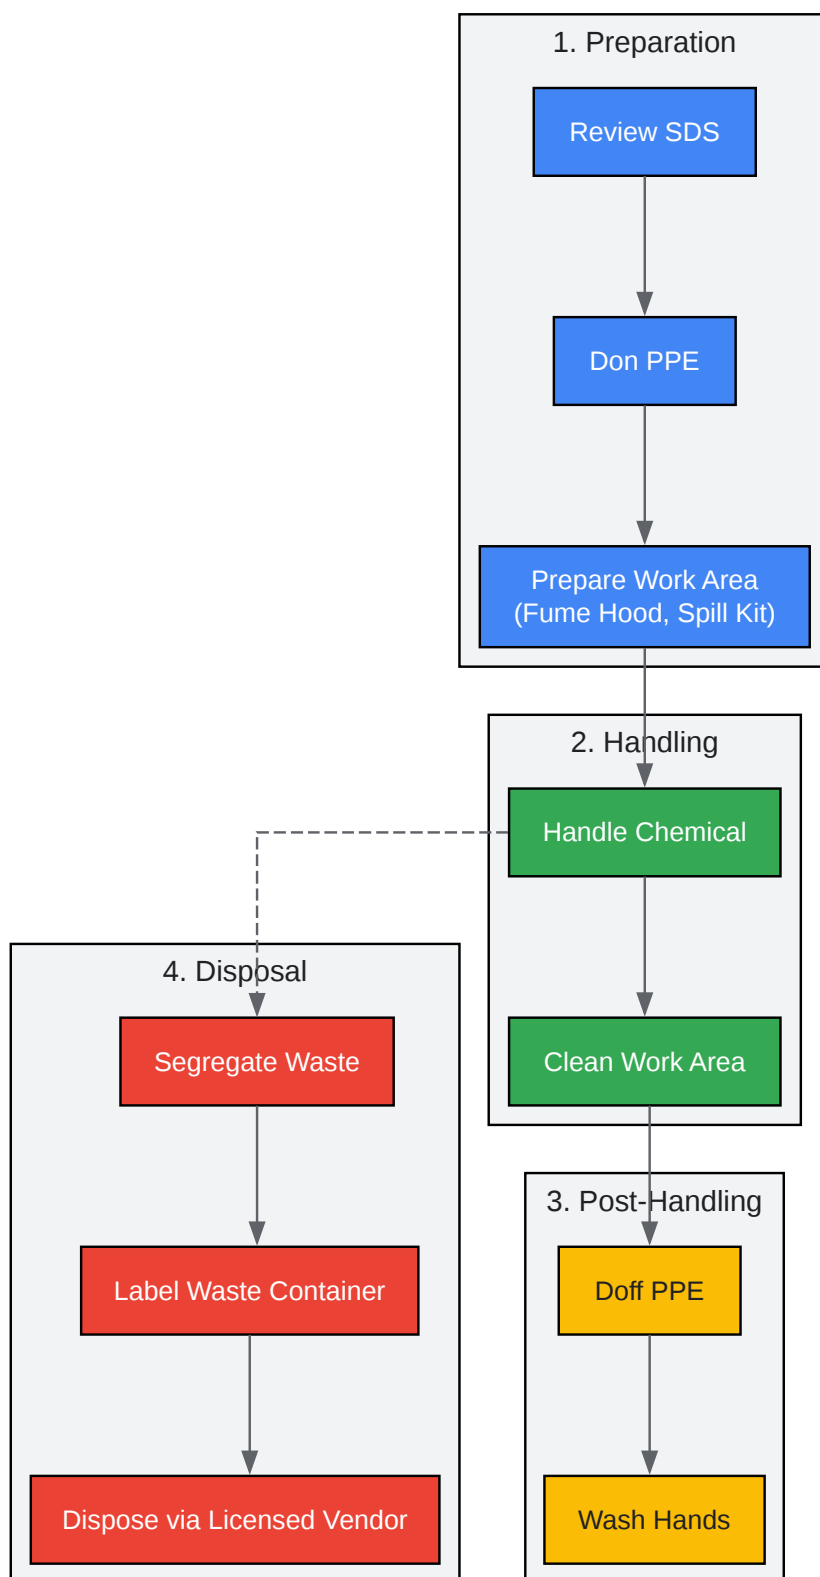 1. Preparation
Review SDS
Don PPE
Prepare Work Area
(Fume Hood, Spill Kit)
2. Handling
Handle Chemical
Clean Work Area
4. Disposal
Segregate Waste
Label Waste Container
Dispose via Licensed Vendor
3. Post-Handling
Doff PPE
Wash Hands